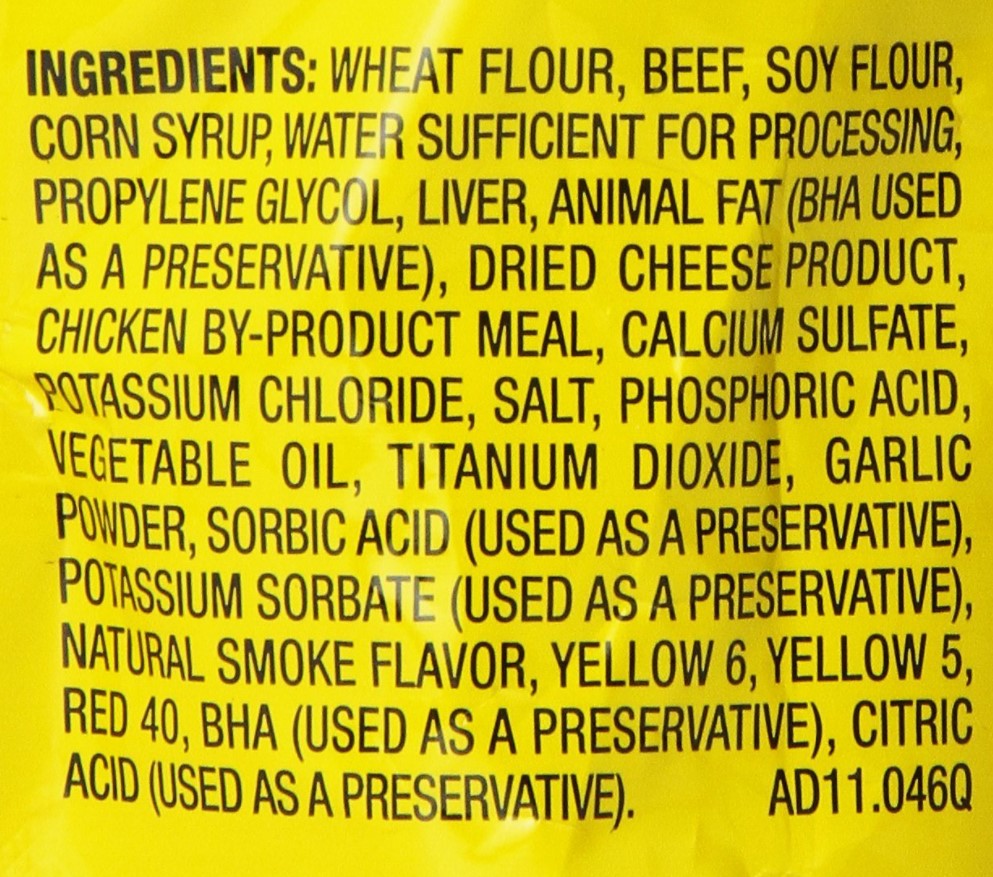 INGREDIENTS: WHEAT FLOUR, BEEF, SOY FLOUR,
CORN SYRUP, WATER SUFFICIENT FOR PROCESSING,
PROPYLENE GLYCOL, LIVER, ANIMAL FAT (BHA USED
AS A PRESERVATIVE), DRIED CHEESE PRODUCT,
CHICKEN BY-PRODUCT MEAL, CALCIUM SULFATE,
POTASSIUM CHLORIDE, SALT, PHOSPHORIC ACID,
VEGETABLE OIL, TITANIUM DIOXIDE, GARLIC
POWDER, SORBIC ACID (USED AS A PRESERVATIVE),
POTASSIUM SORBATE (USED AS A PRESERVATIVE),
NATURAL SMOKE FLAVOR, YELLOW 6, YELLOW 5,
RED 40, BHA (USED AS A PRESERVATIVE), CITRIC
ACID (USED AS A PRESERVATIVE). AD11.046Q